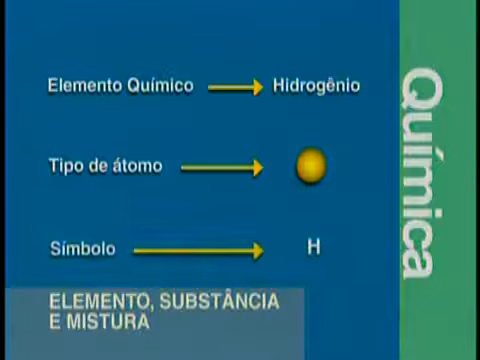 Elemento Químico → Hidrogênio
Tipo de átomo →
Símbolo → H
ELEMENTO, SUBSTÂNCIA
E MISTURA
Química